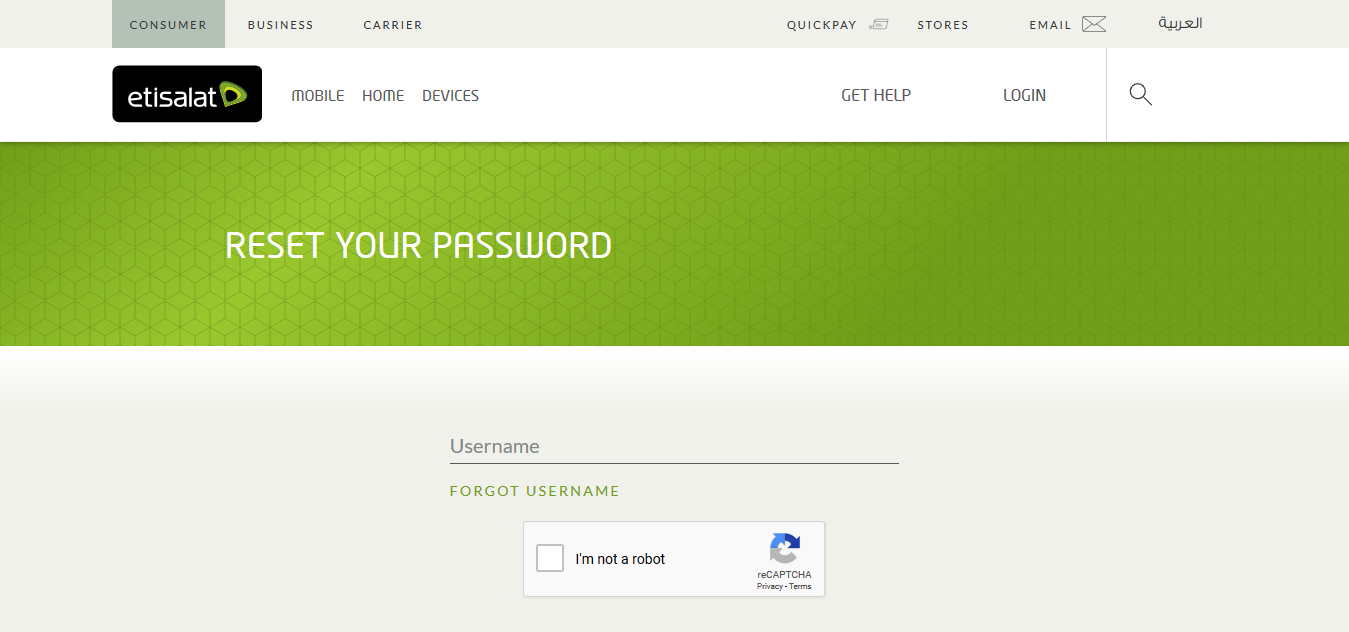 CONSUMER BUSINESS CARRIER QUICKPAY STORES EMAIL العربية
etisalat MOBILE HOME DEVICES GET HELP LOGIN
RESET YOUR PASSWORD
Username
FORGOT USERNAME
I'm not a robot
reCAPTCHA
Privacy - Terms